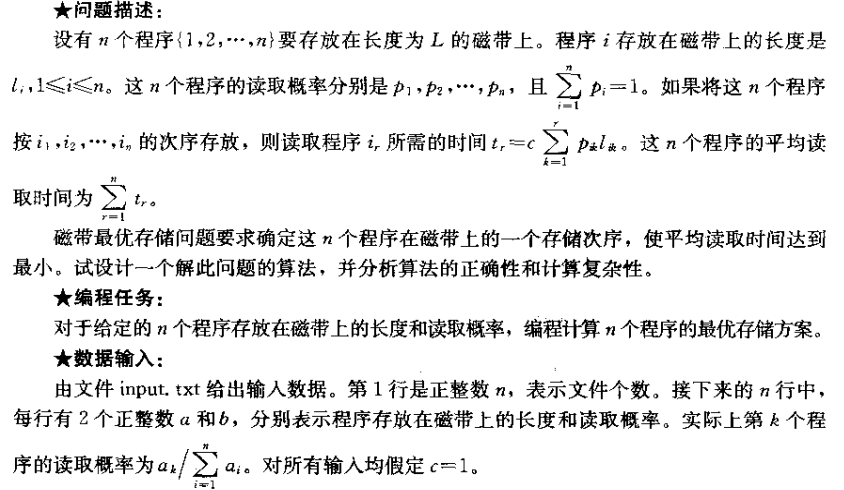 ★问题描述：
设有 n 个程序{1,2,…,n}要存放在长度为 L 的磁带上。程序 i 存放在磁带上的长度是
l_i,1≤i≤n。这 n 个程序的读取概率分别是 p_1,p_2,…,p_n，且 ∑_{i=1}^{n} p_i=1。如果将这 n 个程序
按 i_1,i_2,…,i_n 的次序存放，则读取程序 i_r 所需的时间 t_r=c ∑_{k=1}^{r} p_{ik}l_{ik}。这 n 个程序的平均读
取时间为 ∑_{r=1}^{n} t_r。
磁带最优存储问题要求确定这 n 个程序在磁带上的一个存储次序，使平均读取时间达到
最小。试设计一个解此问题的算法，并分析算法的正确性和计算复杂性。
★编程任务：
对于给定的 n 个程序存放在磁带上的长度和读取概率，编程计算 n 个程序的最优存储方案。
★数据输入：
由文件 input.txt 给出输入数据。第 1 行是正整数 n，表示文件个数。接下来的 n 行中，
每行有 2 个正整数 a 和 b，分别表示程序存放在磁带上的长度和读取概率。实际上第 k 个程
序的读取概率为 a_k/∑_{i=1}^{n} a_i。对所有输入均假定 c=1。